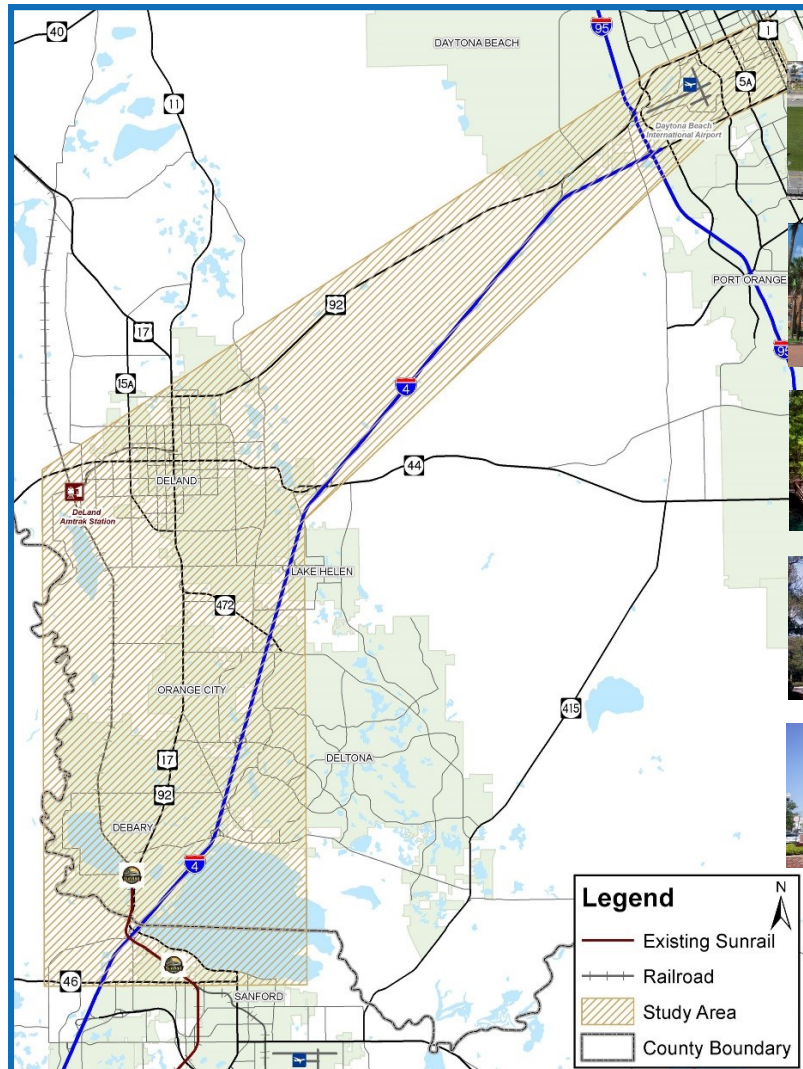 40
95
DAYTONA BEACH
1
11
5A
Daytona Beach
International Airport
PORT ORANGE
92
17
95
15A
4
44
DELAND
DeLand
Amtrak Station
LAKE HELEN
472
ORANGE CITY
415
17
DELTONA
92
DEBARY
4
46
SANFORD
Legend
N
Existing Sunrail
Railroad
Study Area
County Boundary